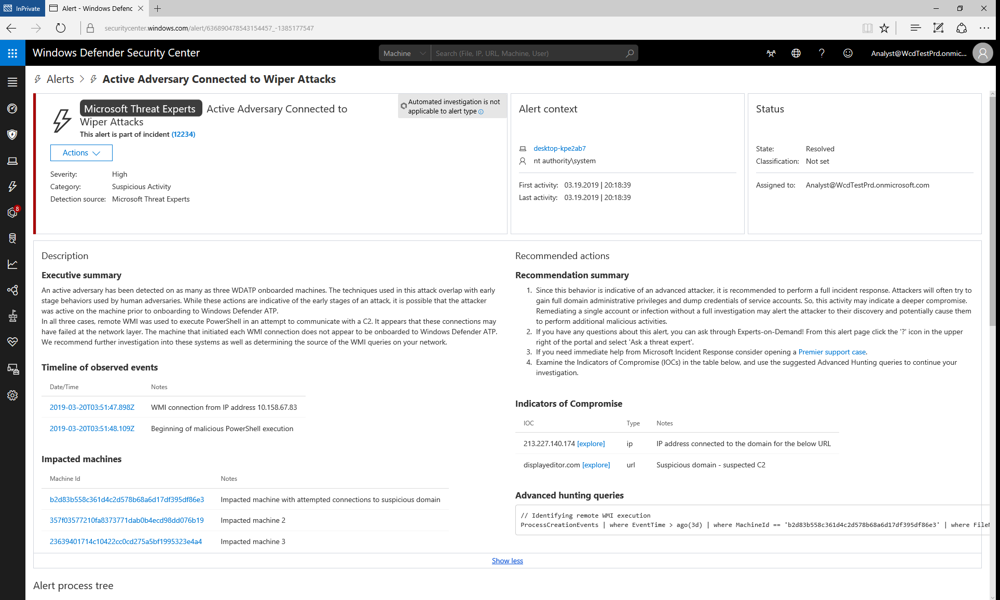 InPrivate
Alert - Windows Defenc
securitycenter.windows.com/alert/636890478543154457_-1385177547
Windows Defender Security Center
Machine
Search (File, IP, URL, Machine, User)
Analyst@WcdTestPrd.onmic...
Alerts > Active Adversary Connected to Wiper Attacks
Microsoft Threat Experts Active Adversary Connected to
Wiper Attacks
This alert is part of incident (12234)
Automated investigation is not
applicable to alert type
Actions
Severity: High
Category: Suspicious Activity
Detection source: Microsoft Threat Experts
Alert context
desktop-kpe2ab7
nt authority\system
First activity: 03.19.2019 | 20:18:39
Last activity: 03.19.2019 | 20:18:39
Status
State: Resolved
Classification: Not set
Assigned to: Analyst@WcdTestPrd.onmicrosoft.com
8
Description
Executive summary
An active adversary has been detected on as many as three WDATP onboarded machines. The techniques used in this attack overlap with early
stage behaviors used by human adversaries. While these actions are indicative of the early stages of an attack, it is possible that the attacker
was active on the machine prior to onboarding to Windows Defender ATP.
In all three cases, remote WMI was used to execute PowerShell in an attempt to communicate with a C2. It appears that these connections may
have failed at the network layer. The machine that initiated each WMI connection does not appear to be onboarded to Windows Defender ATP.
We recommend further investigation into these systems as well as determining the source of the WMI queries on your network.
Timeline of observed events
Date/Time Notes
2019-03-20T03:51:47.898Z WMI connection from IP address 10.158.67.83
2019-03-20T03:51:48.109Z Beginning of malicious PowerShell execution
Impacted machines
Machine Id Notes
b2d83b558c361d4c2d578b68a6d17df395df86e3 Impacted machine with attempted connections to suspicious domain
357f03577210fa8373771dab0b4ecd98dd076b19 Impacted machine 2
23639401714c10422cc0cd275a5bf1995323e4a4 Impacted machine 3
Recommended actions
Recommendation summary
1. Since this behavior is indicative of an advanced attacker, it is recommended to perform a full incident response. Attackers will often try to
gain full domain administrative privileges and dump credentials of service accounts. So, this activity may indicate a deeper compromise.
Remediating a single account or infection without a full investigation may alert the attacker to their discovery and potentially cause them
to perform additional malicious activities.
2. If you have any questions about this alert, you can ask through Experts-on-Demand! From this alert page click the '?' icon in the upper
right of the portal and select 'Ask a threat expert'.
3. If you need immediate help from Microsoft Incident Response consider opening a Premier support case.
4. Examine the Indicators of Compromise (IOCs) in the table below, and use the suggested Advanced Hunting queries to continue your
investigation.
Indicators of Compromise
IOC Type Notes
213.227.140.174 [explore] ip IP address connected to the domain for the below URL
displayeditor.com [explore] url Suspicious domain - suspected C2
Advanced hunting queries
// Identifying remote WMI execution
ProcessCreationEvents | where EventTime > ago(3d) | where MachineId == 'b2d83b558c361d4c2d578b68a6d17df395df86e3' | where File
Show less
Alert process tree